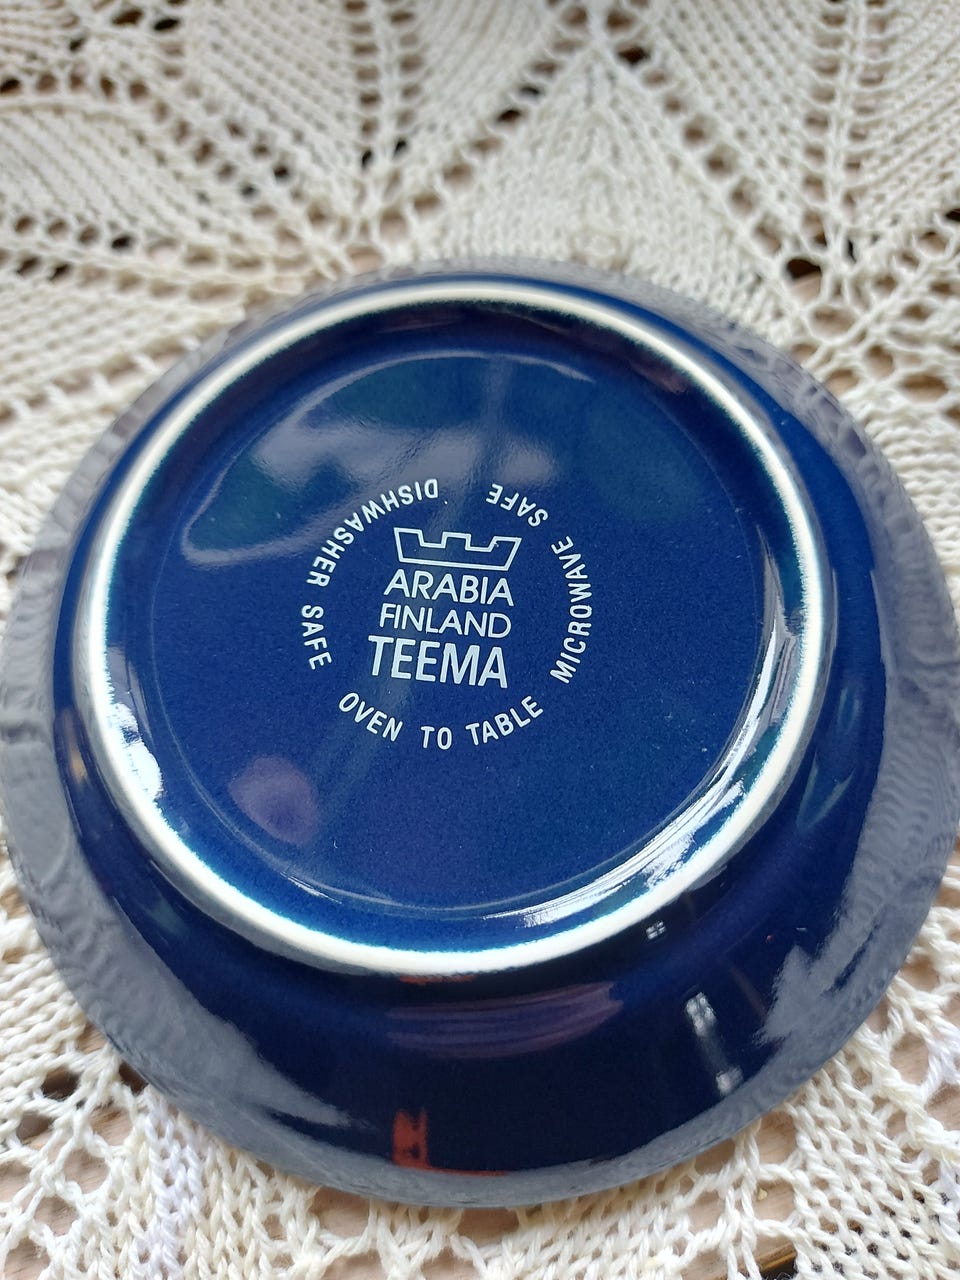 ARABIA
FINLAND
TEEMA
DISHWASHER SAFE
OVEN TO TABLE
MICROWAVE SAFE